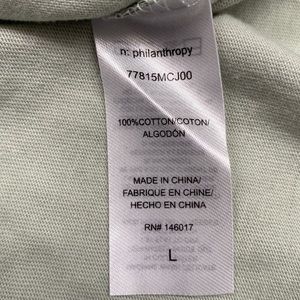 n: philanthropy
77815MCJ00
100%COTTON/COTON/
ALGODÓN
MADE IN CHINA/
FABRIQUE EN CHINE/
HECHO EN CHINA
RN# 146017
L